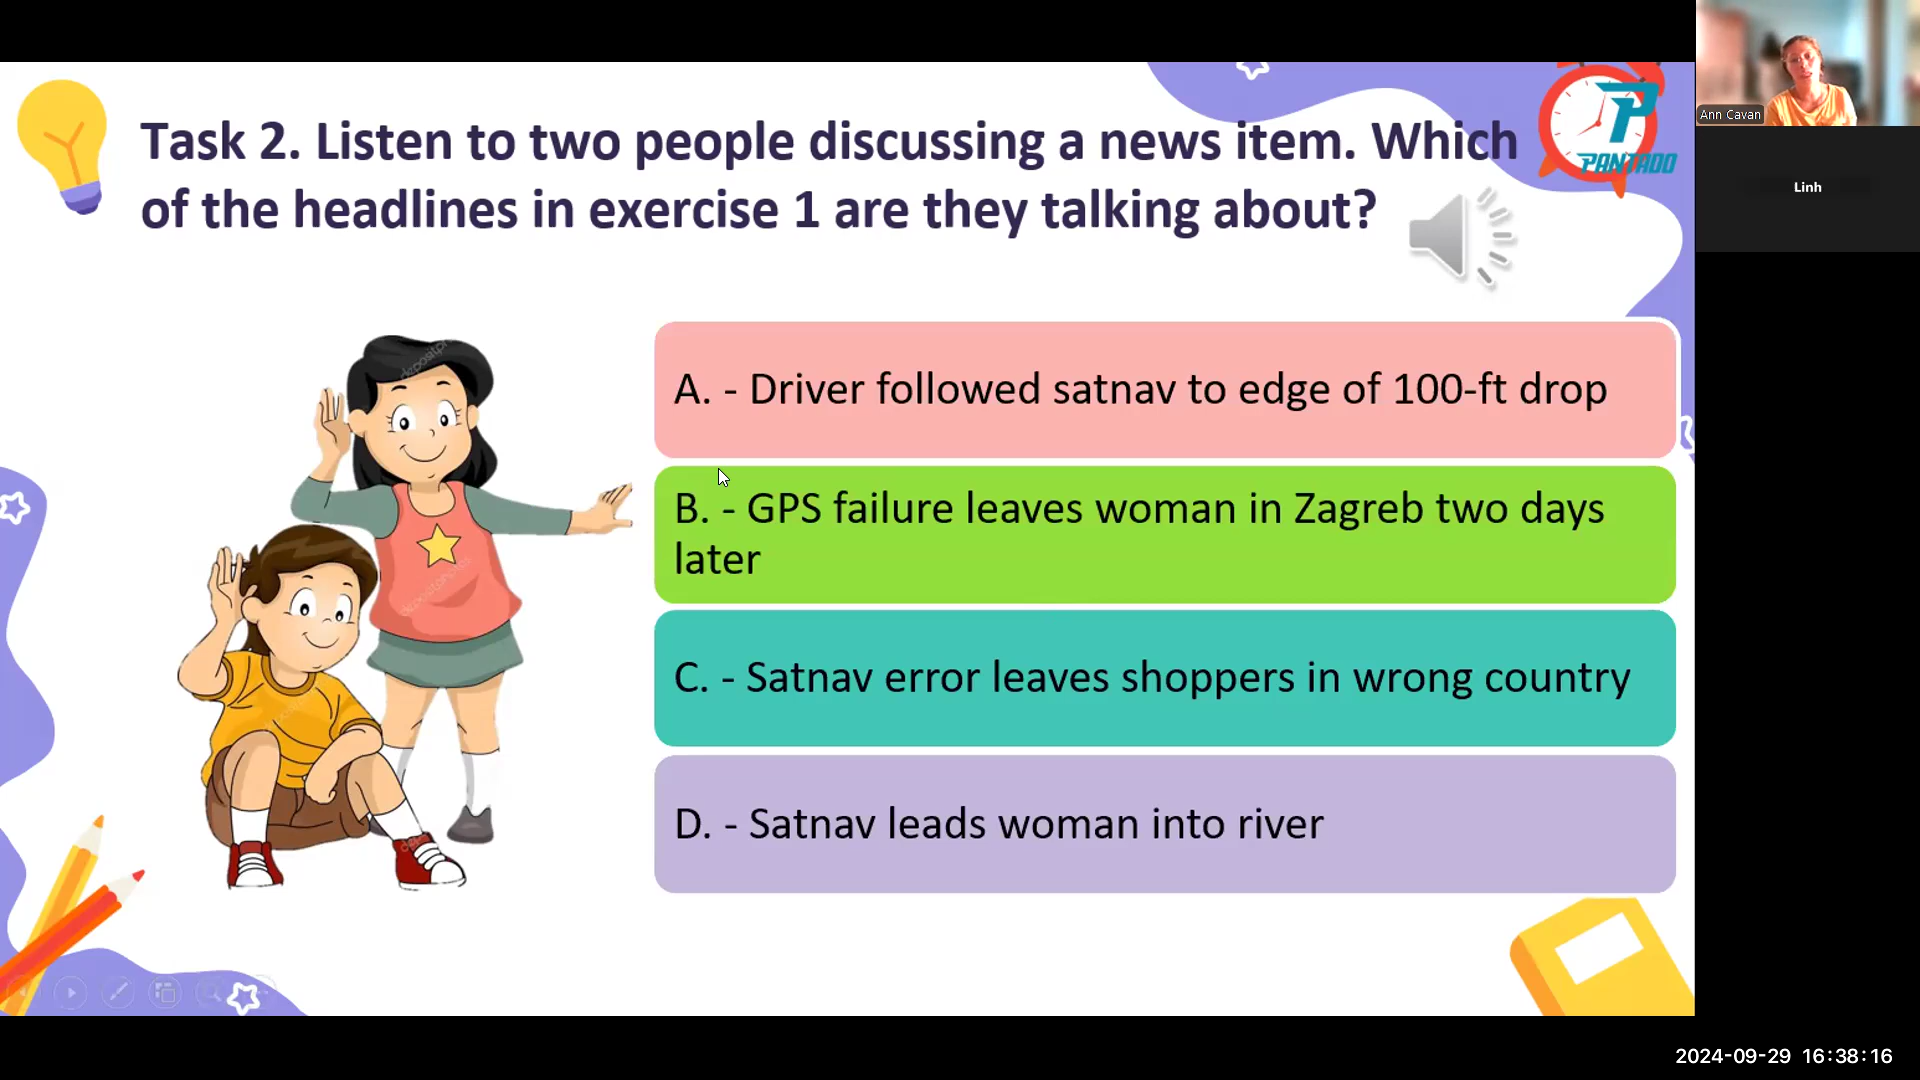 Task 2. Listen to two people discussing a news item. Which
of the headlines in exercise 1 are they talking about?
PANTADO
Ann Cavan
Linh
A. - Driver followed satnav to edge of 100-ft drop
B. - GPS failure leaves woman in Zagreb two days
later
C. - Satnav error leaves shoppers in wrong country
D. - Satnav leads woman into river
2024-09-29 16:38:16